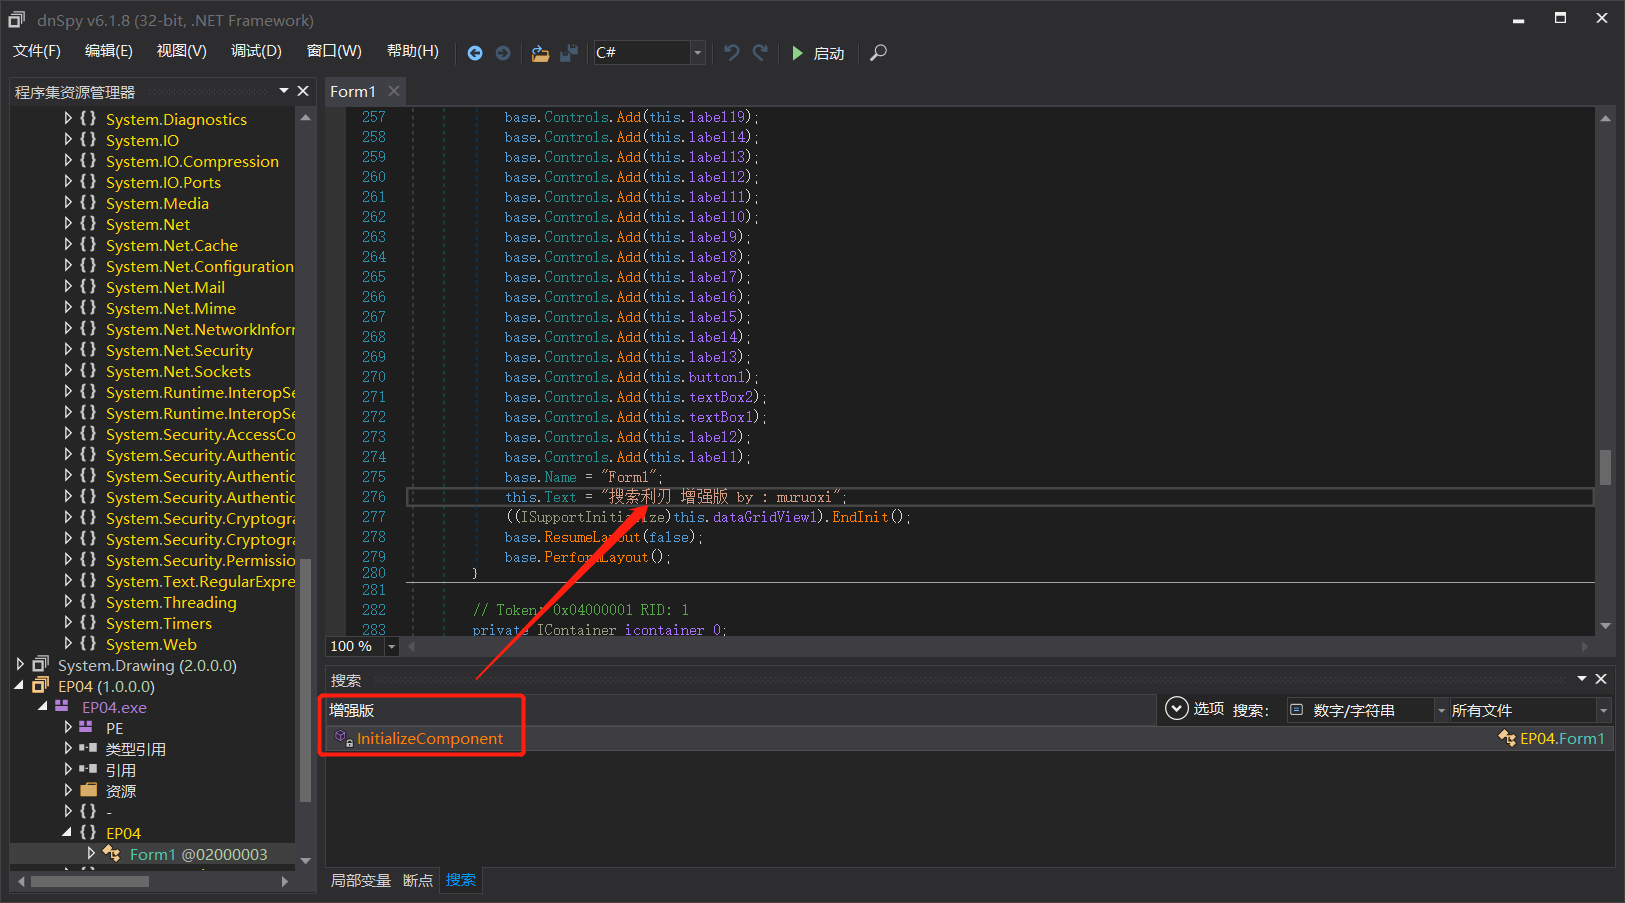 dnSpy v6.1.8 (32-bit, .NET Framework)
文件(F) 编辑(E) 视图(V) 调试(D) 窗口(W) 帮助(H) C# 启动
程序集资源管理器
System.Diagnostics
System.IO
System.IO.Compression
System.IO.Ports
System.Media
System.Net
System.Net.Cache
System.Net.Configuration
System.Net.Mail
System.Net.Mime
System.Net.NetworkInfor
System.Net.Security
System.Net.Sockets
System.Runtime.InteropSe
System.Runtime.InteropSe
System.Security.AccessCo
System.Security.Authentic
System.Security.Authentic
System.Security.Authentic
System.Security.Cryptogra
System.Security.Cryptogra
System.Security.Permissio
System.Text.RegularExpre
System.Threading
System.Timers
System.Web
System.Drawing (2.0.0.0)
EP04 (1.0.0.0)
EP04.exe
PE
类型引用
引用
资源
{ } -
{ } EP04
Form1 @02000003
Form1
257 base.Controls.Add(this.label19);
258 base.Controls.Add(this.label14);
259 base.Controls.Add(this.label13);
260 base.Controls.Add(this.label12);
261 base.Controls.Add(this.label11);
262 base.Controls.Add(this.label10);
263 base.Controls.Add(this.label9);
264 base.Controls.Add(this.label8);
265 base.Controls.Add(this.label7);
266 base.Controls.Add(this.label6);
267 base.Controls.Add(this.label5);
268 base.Controls.Add(this.label4);
269 base.Controls.Add(this.label3);
270 base.Controls.Add(this.button1);
271 base.Controls.Add(this.textBox2);
272 base.Controls.Add(this.textBox1);
273 base.Controls.Add(this.label2);
274 base.Controls.Add(this.label1);
275 base.Name = "Form1";
276 this.Text = "搜索利刃 增强版 by : muruoxi";
277 ((ISupportInitialize)this.dataGridView1).EndInit();
278 base.ResumeLayout(false);
279 base.PerformLayout();
280 }
281
282 // Token: 0x04000001 RID: 1
283 private IContainer icontainer_0;
100 %
搜索
增强版 选项 搜索: 数字/字符串 所有文件
InitializeComponent EP04.Form1
局部变量 断点 搜索